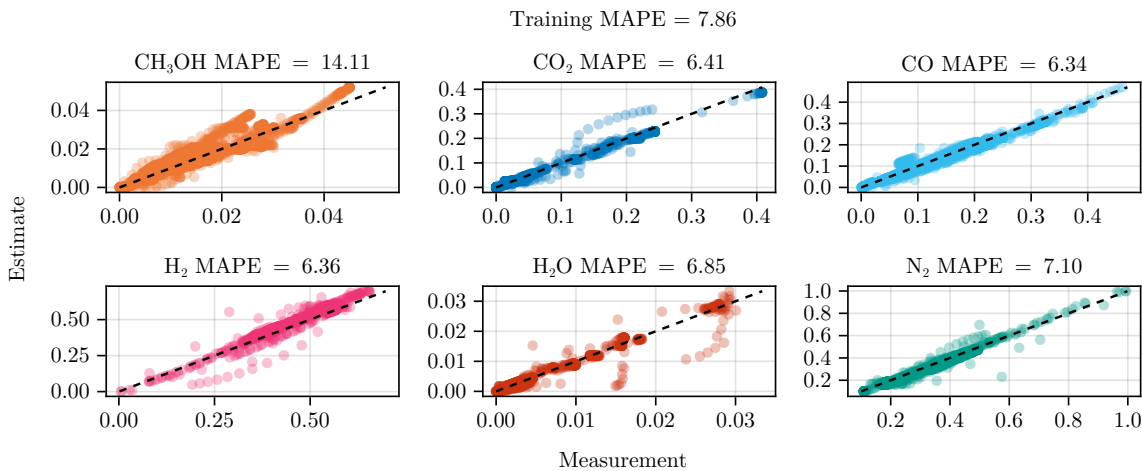 Training MAPE = 7.86
CH₃OH MAPE = 14.11
CO₂ MAPE = 6.41
CO MAPE = 6.34
0.04
0.02
0.00
0.00 0.02 0.04
0.4
0.3
0.2
0.1
0.0
0.0 0.1 0.2 0.3 0.4
0.4
0.3
0.2
0.1
0.0
0.0 0.1 0.2 0.3 0.4
Estimate
H₂ MAPE = 6.36
H₂O MAPE = 6.85
N₂ MAPE = 7.10
0.50
0.25
0.00
0.00 0.25 0.50
0.03
0.02
0.01
0.00
0.00 0.01 0.02 0.03
1.0
0.8
0.6
0.4
0.2
0.2 0.4 0.6 0.8 1.0
Measurement